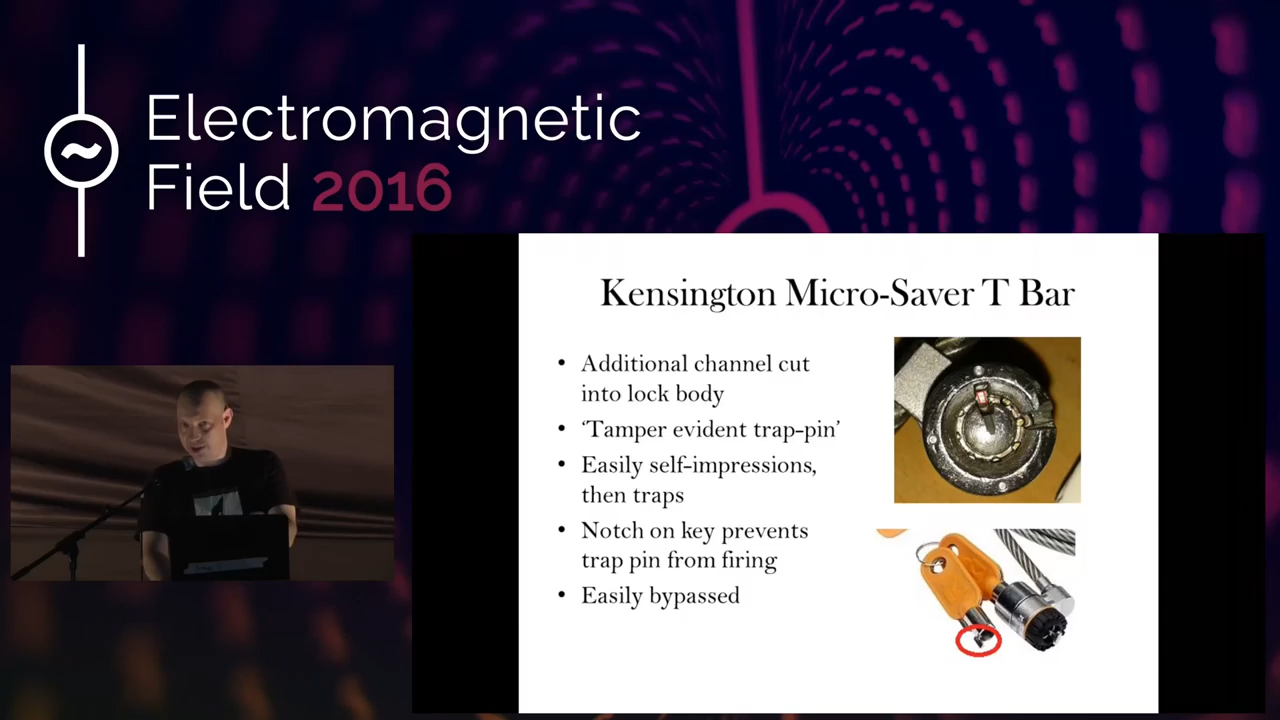 Electromagnetic
Field 2016
Kensington Micro-Saver T Bar
• Additional channel cut
into lock body
• ‘Tamper evident trap-pin’
• Easily self-impressions,
then traps
• Notch on key prevents
trap pin from firing
• Easily bypassed